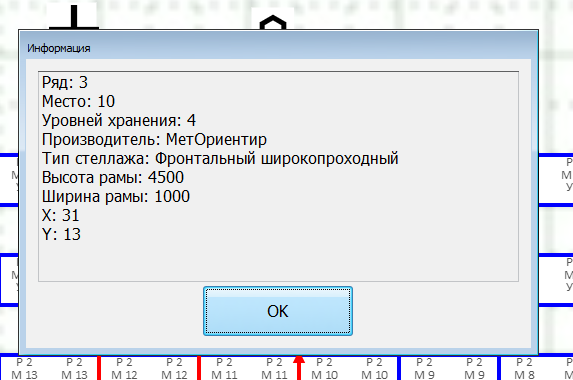 Информация
Ряд: 3
Место: 10
Уровней хранения: 4
Производитель: МетОриентир
Тип стеллажа: Фронтальный широкопроходный
Высота рамы: 4500
Ширина рамы: 1000
X: 31
Y: 13
OK
Р 2 Р 2 Р 2 Р 2 Р 2 Р 2 Р 2 Р 2 Р 2 Р 2
М 13 М 13 М 12 М 12 М 11 М 11 М 10 М 10 М 9 М 9 М 8